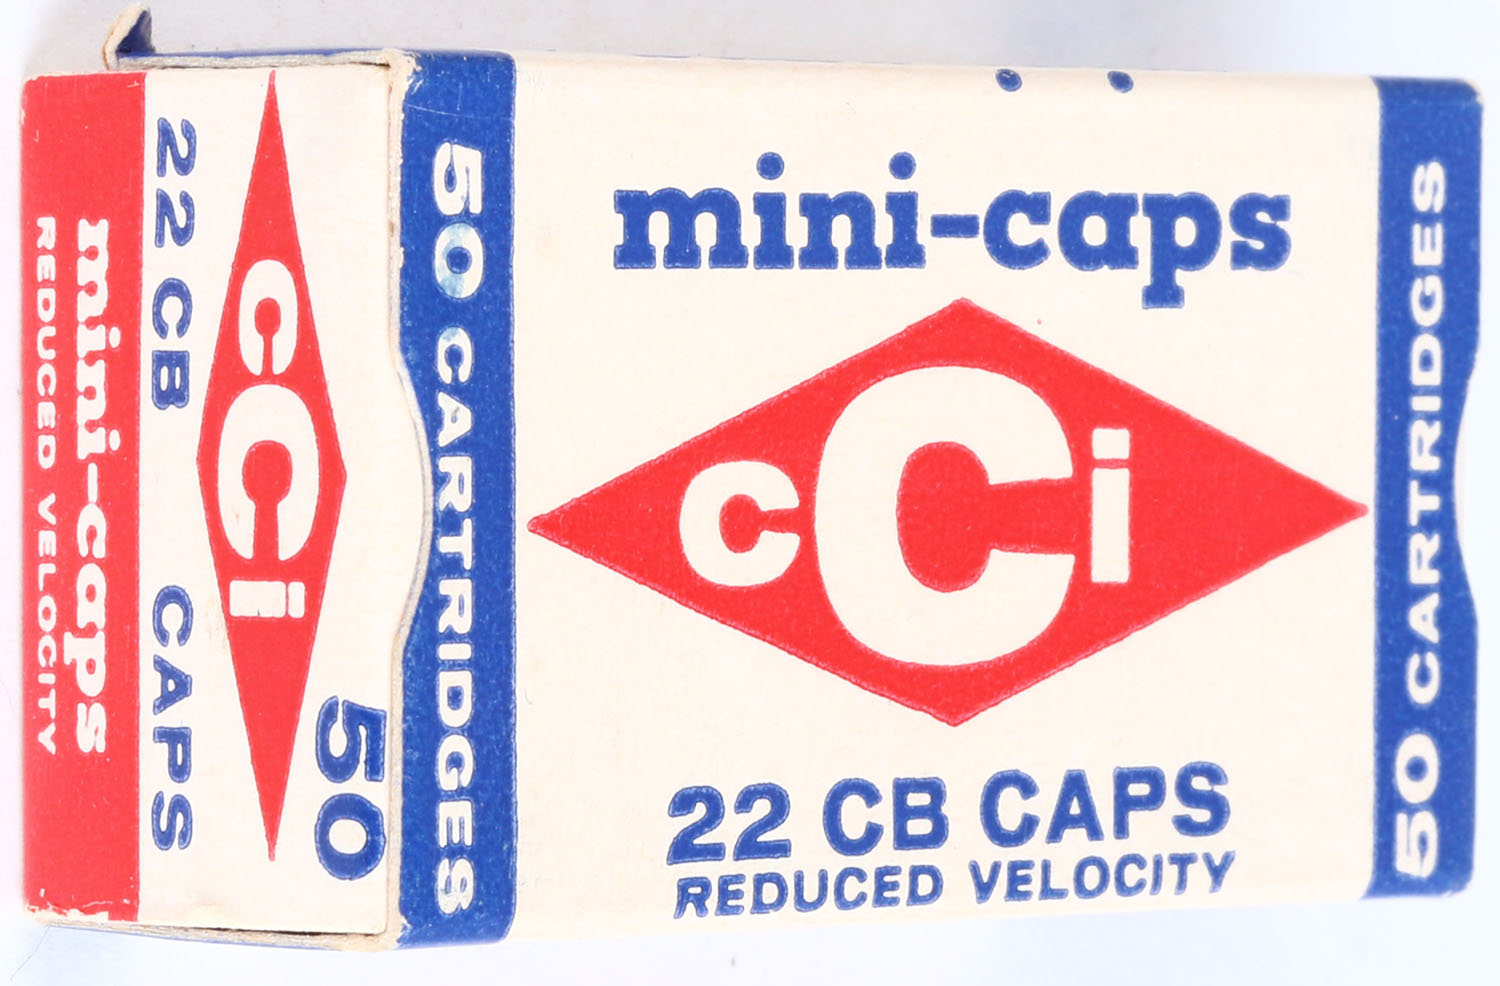 mini-caps
cCi
22 CB CAPS
REDUCED VELOCITY
50 CARTRIDGES
50 CARTRIDGES
50
cCi
22 CB CAPS
mini-caps
REDUCED VELOCITY